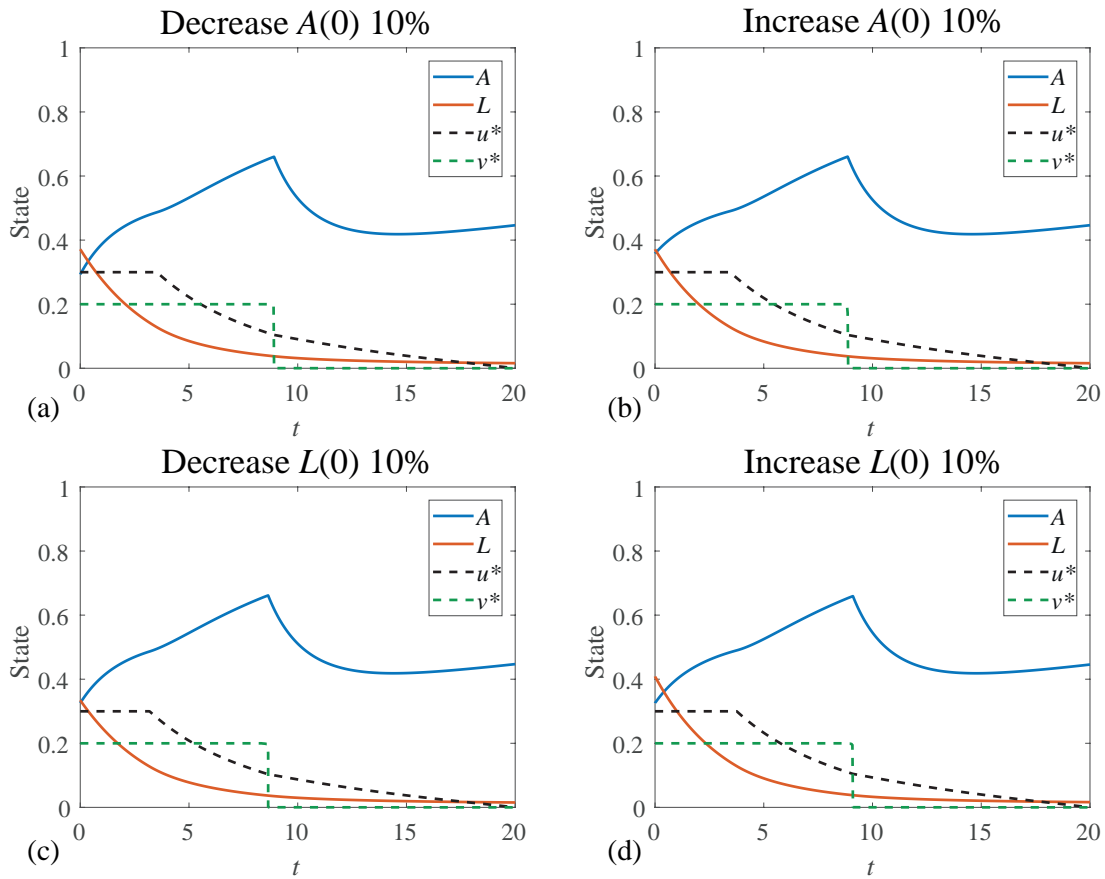 Decrease A(0) 10%
1
0.8
0.6
0.4
0.2
0
State
A
L
u*
v*
0 5 10 15 20
t
(a)
Increase A(0) 10%
1
0.8
0.6
0.4
0.2
0
State
A
L
u*
v*
0 5 10 15 20
t
(b)
Decrease L(0) 10%
1
0.8
0.6
0.4
0.2
0
State
A
L
u*
v*
0 5 10 15 20
t
(c)
Increase L(0) 10%
1
0.8
0.6
0.4
0.2
0
State
A
L
u*
v*
0 5 10 15 20
t
(d)